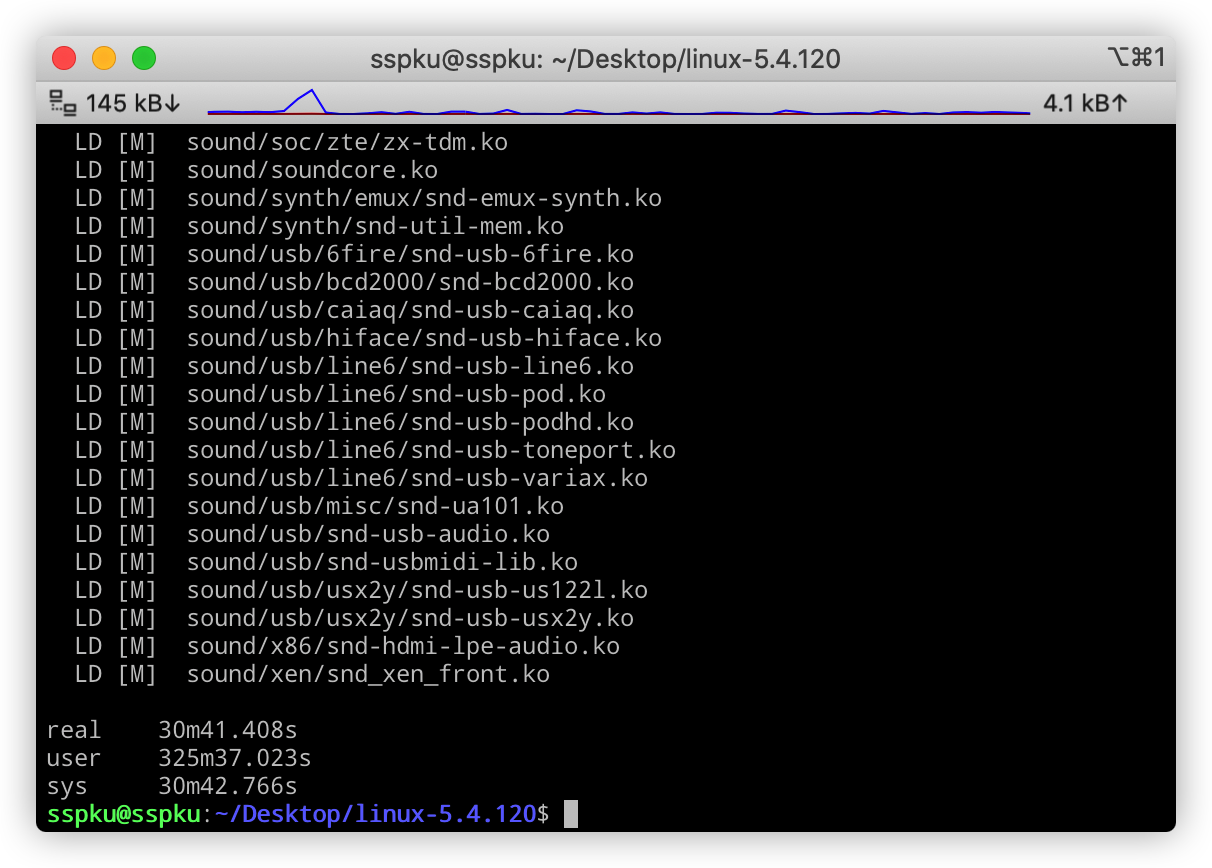 sspku@sspku: ~/Desktop/linux-5.4.120 ⌥⌘1
145 kB↓ 4.1 kB↑
LD [M]  sound/soc/zte/zx-tdm.ko
LD [M]  sound/soundcore.ko
LD [M]  sound/synth/emux/snd-emux-synth.ko
LD [M]  sound/synth/snd-util-mem.ko
LD [M]  sound/usb/6fire/snd-usb-6fire.ko
LD [M]  sound/usb/bcd2000/snd-bcd2000.ko
LD [M]  sound/usb/caiaq/snd-usb-caiaq.ko
LD [M]  sound/usb/hiface/snd-usb-hiface.ko
LD [M]  sound/usb/line6/snd-usb-line6.ko
LD [M]  sound/usb/line6/snd-usb-pod.ko
LD [M]  sound/usb/line6/snd-usb-podhd.ko
LD [M]  sound/usb/line6/snd-usb-toneport.ko
LD [M]  sound/usb/line6/snd-usb-variax.ko
LD [M]  sound/usb/misc/snd-ua101.ko
LD [M]  sound/usb/snd-usb-audio.ko
LD [M]  sound/usb/snd-usbmidi-lib.ko
LD [M]  sound/usb/usx2y/snd-usb-us122l.ko
LD [M]  sound/usb/usx2y/snd-usb-usx2y.ko
LD [M]  sound/x86/snd-hdmi-lpe-audio.ko
LD [M]  sound/xen/snd_xen_front.ko
real    30m41.408s
user    325m37.023s
sys     30m42.766s
sspku@sspku:~/Desktop/linux-5.4.120$